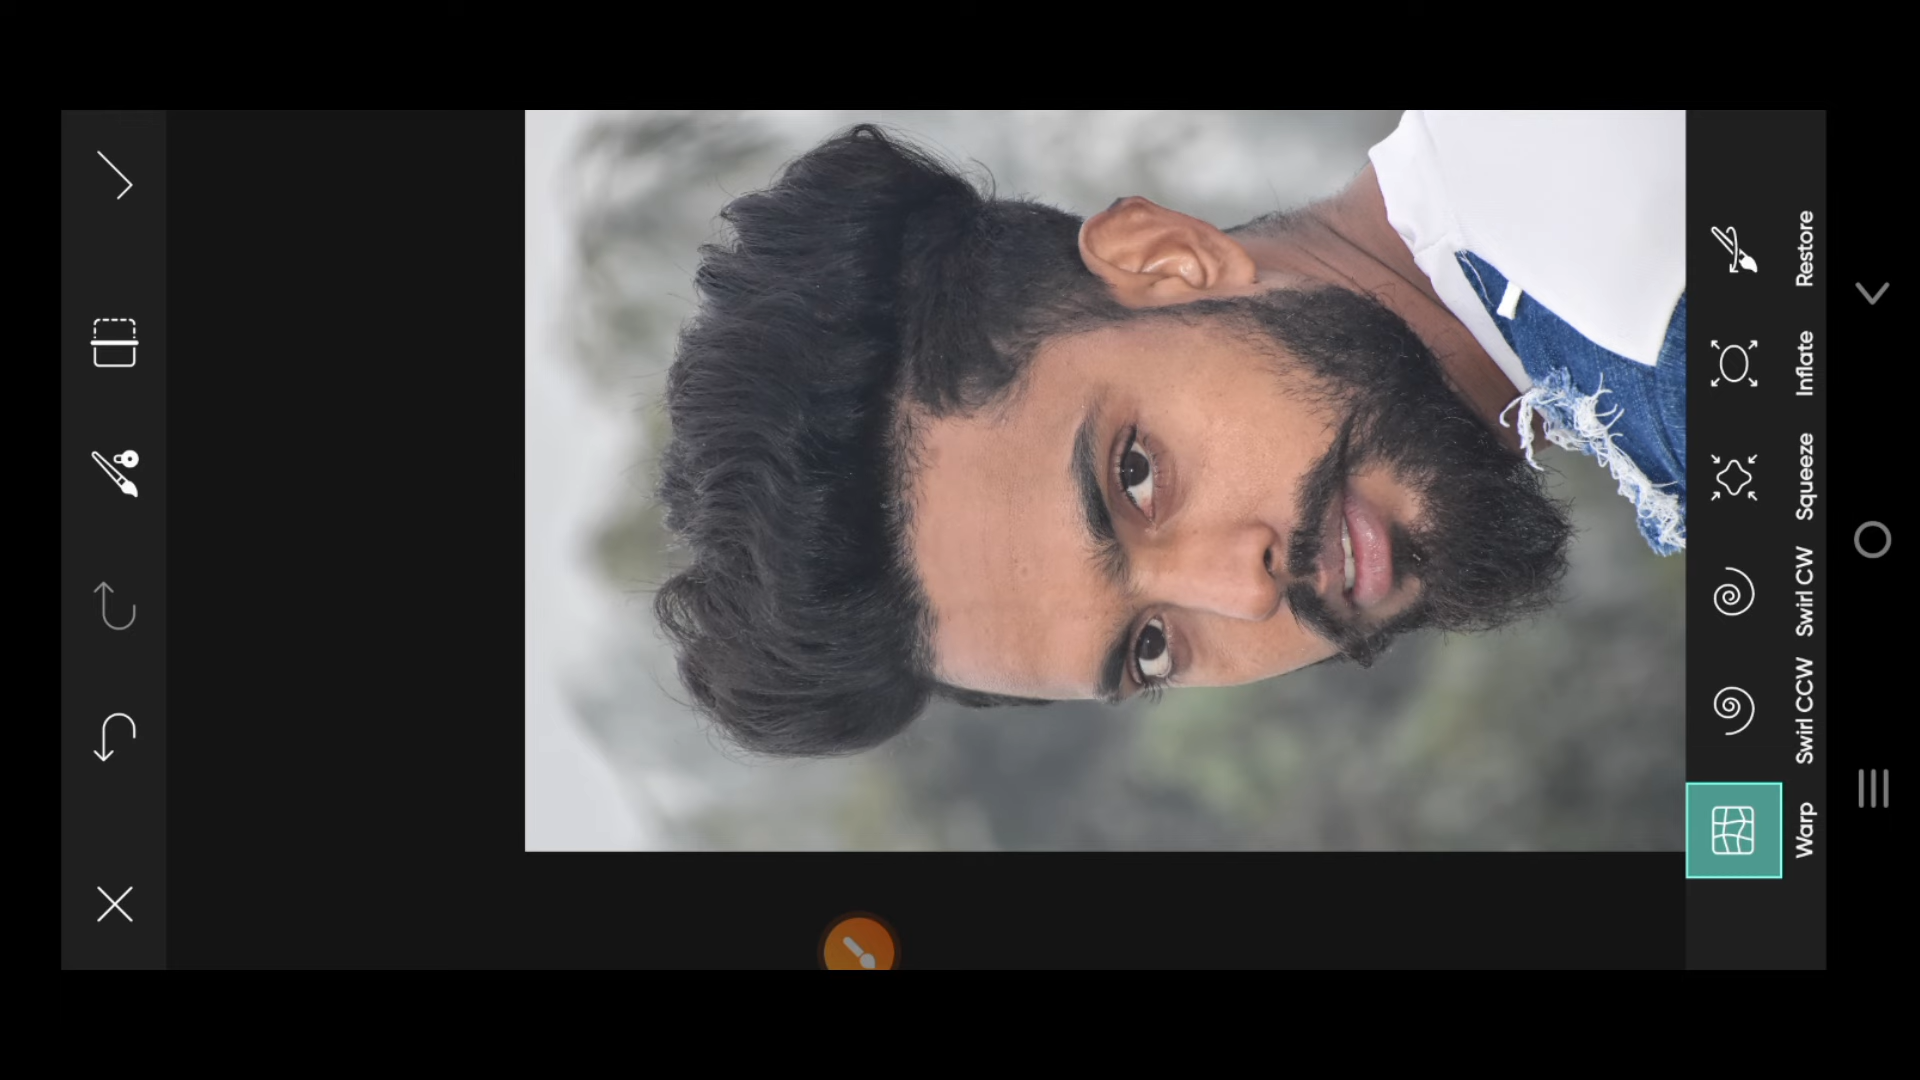 Warp
Swirl CCW
Swirl CW
Squeeze
Inflate
Restore